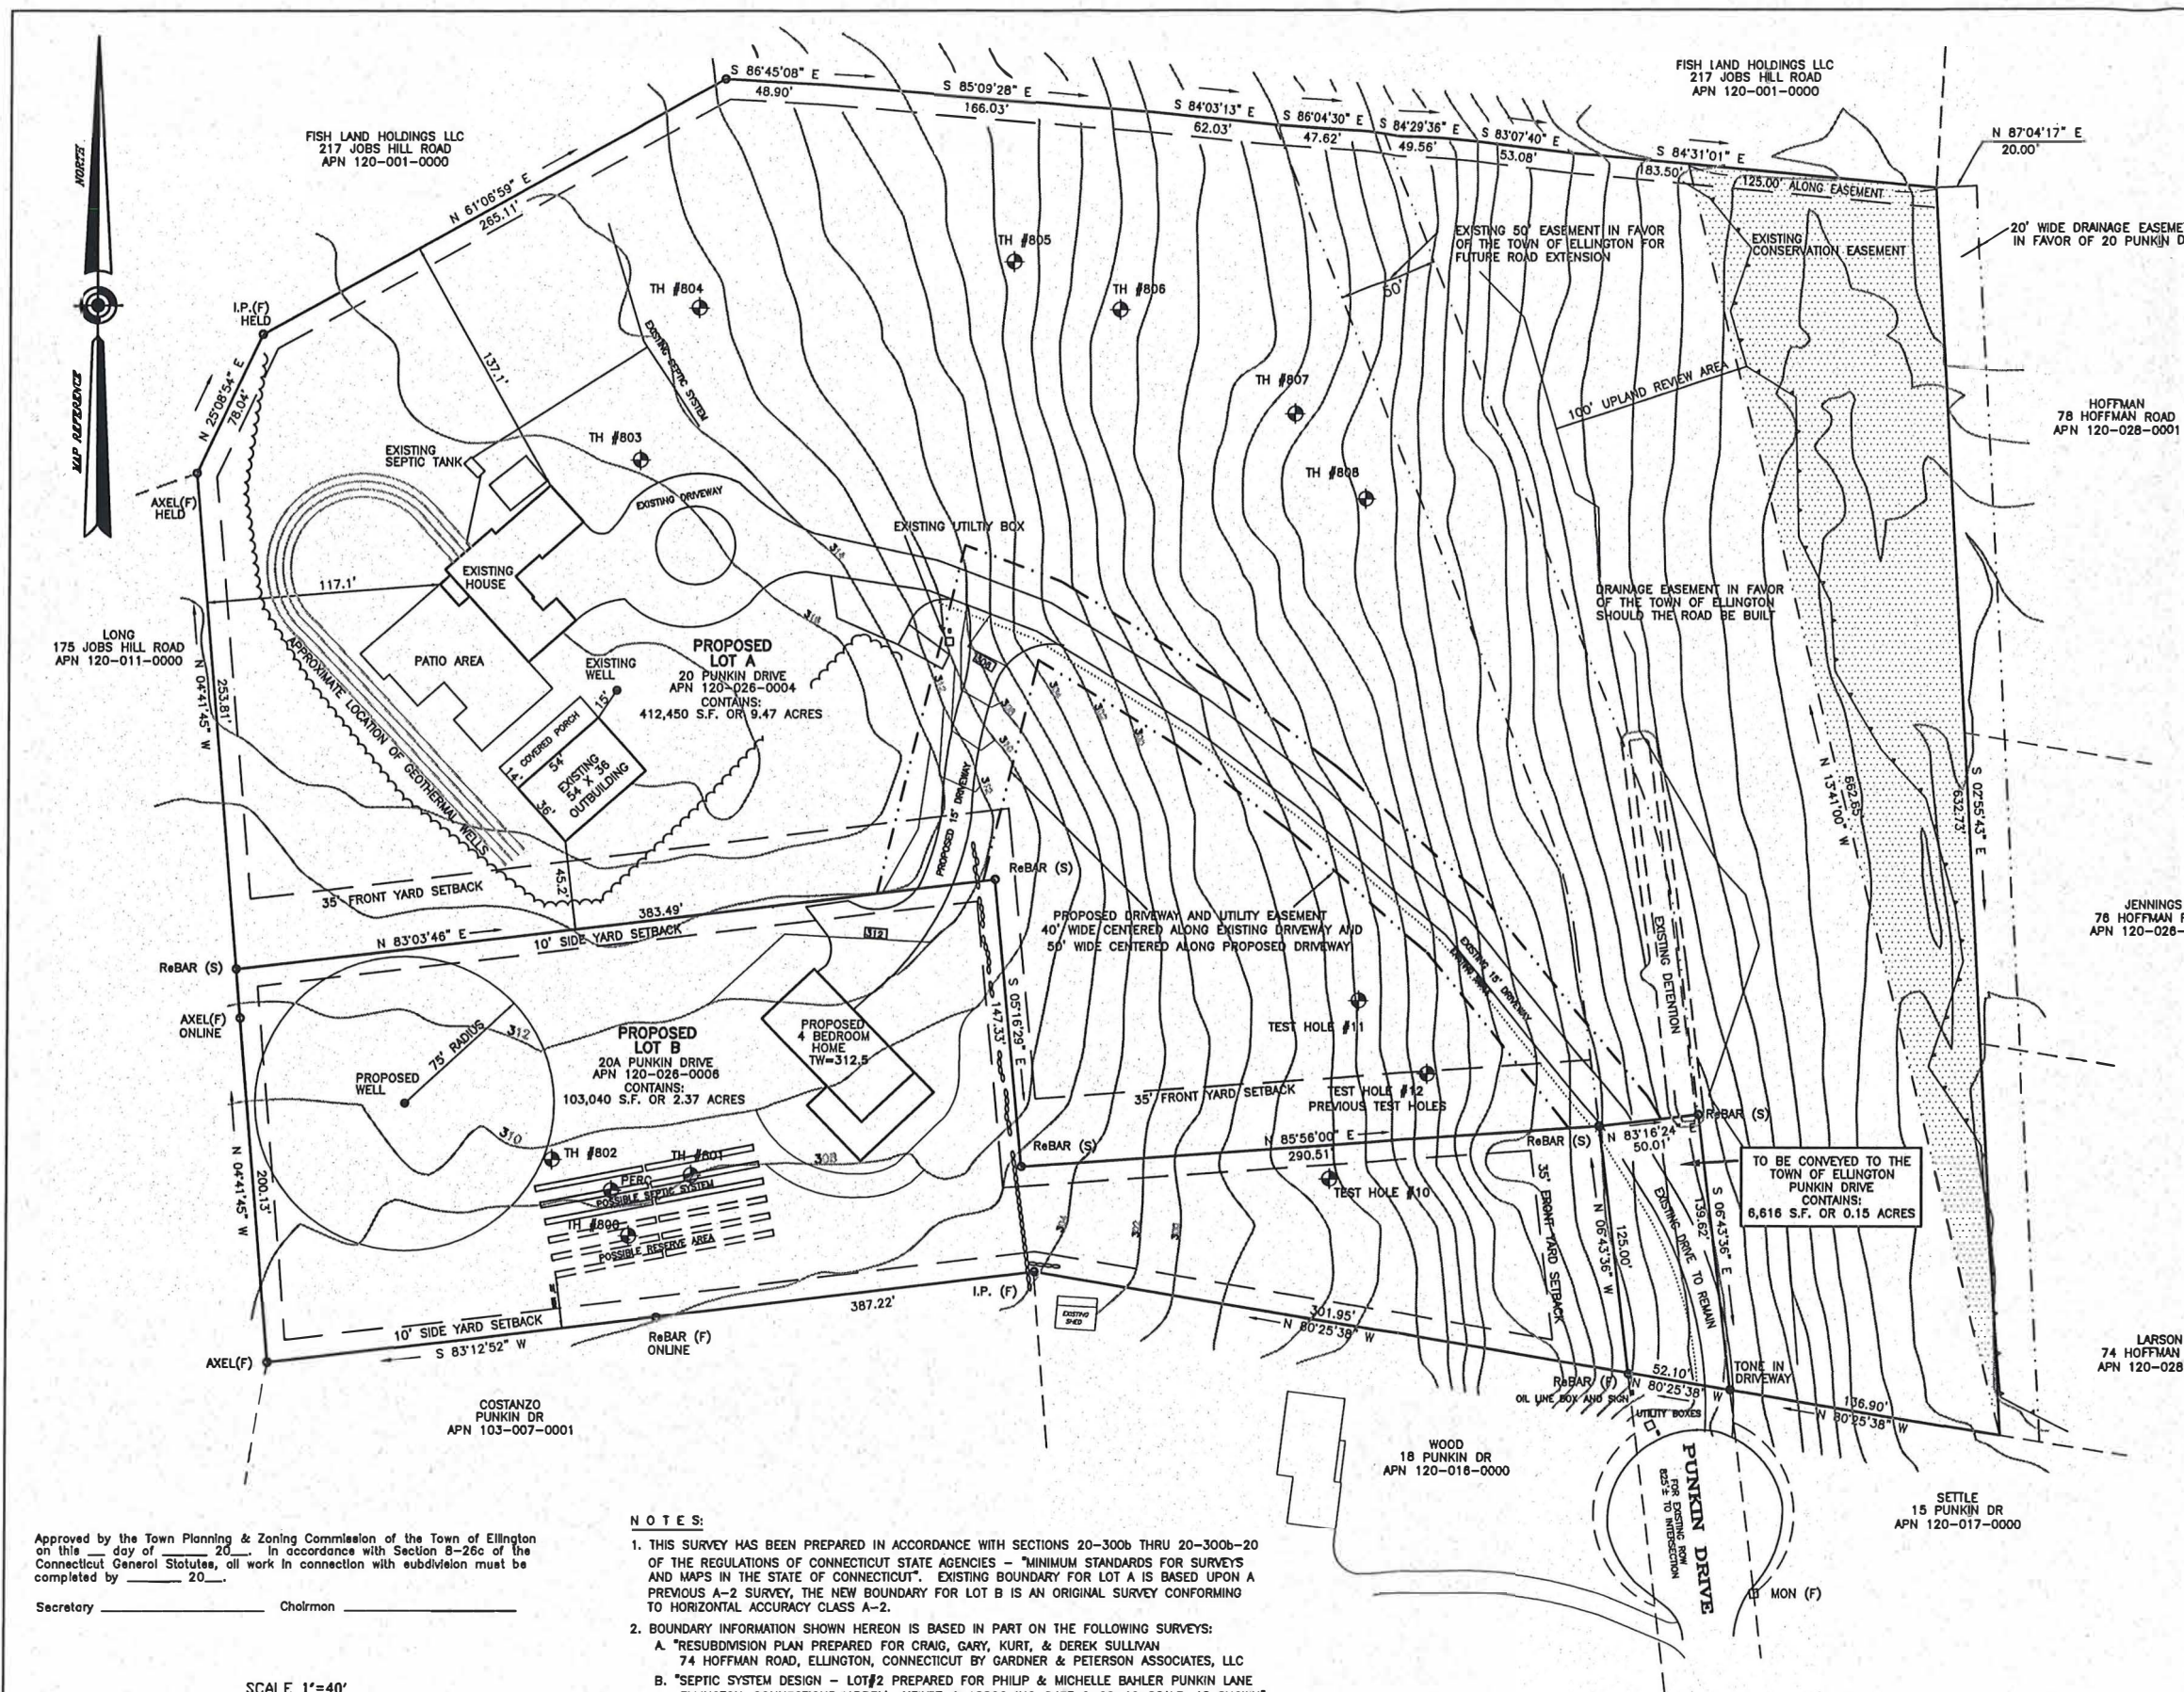 NORTH
MAP REFERENCE
FISH LAND HOLDINGS LLC
217 JOBS HILL ROAD
APN 120-001-0000
S 86°45'08" E
48.90'
S 85°09'28" E
166.03'
S 84°03'13" E
62.03'
S 86°04'30" E
47.62'
S 84°29'36" E
49.56'
S 83°07'40" E
53.08'
S 84°31'01" E
183.50'
125.00' ALONG EASEMENT
FISH LAND HOLDINGS LLC
217 JOBS HILL ROAD
APN 120-001-0000
N 87°04'17" E
20.00'
20' WIDE DRAINAGE EASEME
IN FAVOR OF 20 PUNKIN D
N 61°06'59" E
265.11'
I.P.(F)
HELD
N 25°08'54" E
78.04'
AXEL(F)
HELD
137.1'
TH #804
TH #805
TH #806
TH #807
TH #808
TH #803
EXISTING SEPTIC SYSTEM
EXISTING
SEPTIC TANK
EXISTING DRIVEWAY
EXISTING UTILTIY BOX
EXISTING 50' EASEMENT IN FAVOR
OF THE TOWN OF ELLINGTON FOR
FUTURE ROAD EXTENSION
50'
EXISTING
CONSERVATION EASEMENT
100' UPLAND REVIEW AREA
HOFFMAN
78 HOFFMAN ROAD
APN 120-028-0001
DRAINAGE EASEMENT IN FAVOR
OF THE TOWN OF ELLINGTON
SHOULD THE ROAD BE BUILT
EXISTING
HOUSE
117.1'
PATIO AREA
LONG
175 JOBS HILL ROAD
APN 120-011-0000
N 04°41'45" W
253.81'
APPROXIMATE LOCATION OF GEOTHERMAL WELLS
EXISTING
WELL
15'
COVERED PORCH
14'
54'
36'
EXISTING
54 X 36
OUTBUILDING
45.2'
PROPOSED
LOT A
20 PUNKIN DRIVE
APN 120-026-0004
CONTAINS:
412,450 S.F. OR 9.47 ACRES
314
PROPOSED 15' DRIVEWAY
N 13°41'00" W
662.65'
S 02°55'43" E
632.73'
JENNINGS
76 HOFFMAN R
APN 120-028-
35' FRONT YARD SETBACK
383.49'
N 83°03'46" E
10' SIDE YARD SETBACK
312
ReBAR (S)
ReBAR (S)
AXEL(F)
ONLINE
PROPOSED DRIVEWAY AND UTILITY EASEMENT
40' WIDE CENTERED ALONG EXISTING DRIVEWAY AND
50' WIDE CENTERED ALONG PROPOSED DRIVEWAY
EXISTING 15' DRIVEWAY
EXISTING DETENTION
S 05°16'29" E
147.33'
75' RADIUS
312
PROPOSED
WELL
PROPOSED
LOT B
20A PUNKIN DRIVE
APN 120-026-0006
CONTAINS:
103,040 S.F. OR 2.37 ACRES
PROPOSED
4 BEDROOM
HOME
TW=312.5
TEST HOLE #11
35' FRONT YARD SETBACK
TEST HOLE #12
PREVIOUS TEST HOLES
ReBAR (S)
N 85°56'00" E
290.51'
ReBAR (S)
N 83°16'24" E
50.01'
ReBAR (S)
TEST HOLE #10
310
308
TH #802
TH #801
PERC
POSSIBLE SEPTIC SYSTEM
TH #800
POSSIBLE RESERVE AREA
N 04°41'45" W
200.13'
TO BE CONVEYED TO THE
TOWN OF ELLINGTON
PUNKIN DRIVE
CONTAINS:
6,616 S.F. OR 0.15 ACRES
35' FRONT YARD SETBACK
N 06°43'36" W
125.00'
EXISTING DRIVE TO REMAIN
S 06°43'36" E
139.62'
10' SIDE YARD SETBACK
S 83°12'52" W
387.22'
ReBAR (F)
ONLINE
I.P. (F)
EXISTING
SHED
301.95'
N 80°25'38" W
AXEL(F)
ReBAR (F)
OIL LINE BOX AND SIGN
52.10'
N 80°25'38" W
TONE IN
DRIVEWAY
136.90'
N 80°25'38" W
UTILITY BOXES
LARSON
74 HOFFMAN
APN 120-028
COSTANZO
PUNKIN DR
APN 103-007-0001
WOOD
18 PUNKIN DR
APN 120-016-0000
PUNKIN DRIVE
FOR EXISTING ROW
825'± TO INTERSECTION
MON (F)
SETTLE
15 PUNKIN DR
APN 120-017-0000
Approved by the Town Planning & Zoning Commission of the Town of Ellington
on this __ day of ______ 20__. In accordance with Section 8-26c of the
Connecticut General Statutes, all work in connection with subdivision must be
completed by ______ 20__.
Secretary ____________ Chairman ____________
SCALE 1"=40'
NOTES:
1. THIS SURVEY HAS BEEN PREPARED IN ACCORDANCE WITH SECTIONS 20-300b THRU 20-300b-20
OF THE REGULATIONS OF CONNECTICUT STATE AGENCIES – "MINIMUM STANDARDS FOR SURVEYS
AND MAPS IN THE STATE OF CONNECTICUT". EXISTING BOUNDARY FOR LOT A IS BASED UPON A
PREVIOUS A-2 SURVEY, THE NEW BOUNDARY FOR LOT B IS AN ORIGINAL SURVEY CONFORMING
TO HORIZONTAL ACCURACY CLASS A-2.
2. BOUNDARY INFORMATION SHOWN HEREON IS BASED IN PART ON THE FOLLOWING SURVEYS:
A. "RESUBDIVISION PLAN PREPARED FOR CRAIG, GARY, KURT, & DEREK SULLIVAN
74 HOFFMAN ROAD, ELLINGTON, CONNECTICUT BY GARDNER & PETERSON ASSOCIATES, LLC
B. "SEPTIC SYSTEM DESIGN – LOT#2 PREPARED FOR PHILIP & MICHELLE BAHLER PUNKIN LANE